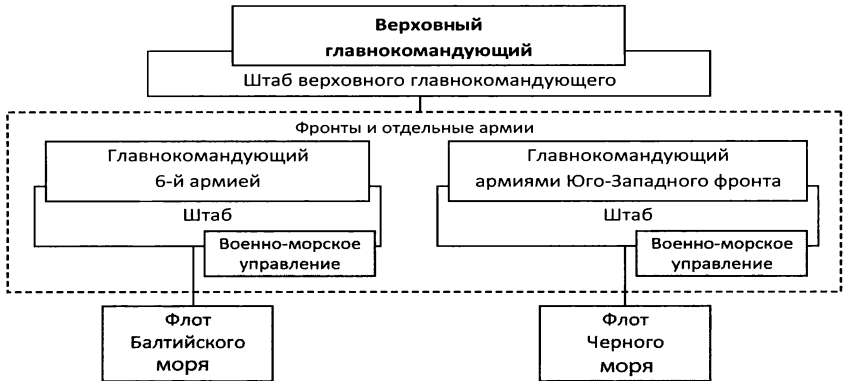 Верховный
главнокомандующий
Штаб верховного главнокомандующего
Фронты и отдельные армии
Главнокомандующий
6-й армией
Штаб
Военно-морское
управление
Флот
Балтийского
моря
Главнокомандующий
армиями Юго-Западного фронта
Штаб
Военно-морское
управление
Флот
Черного
моря